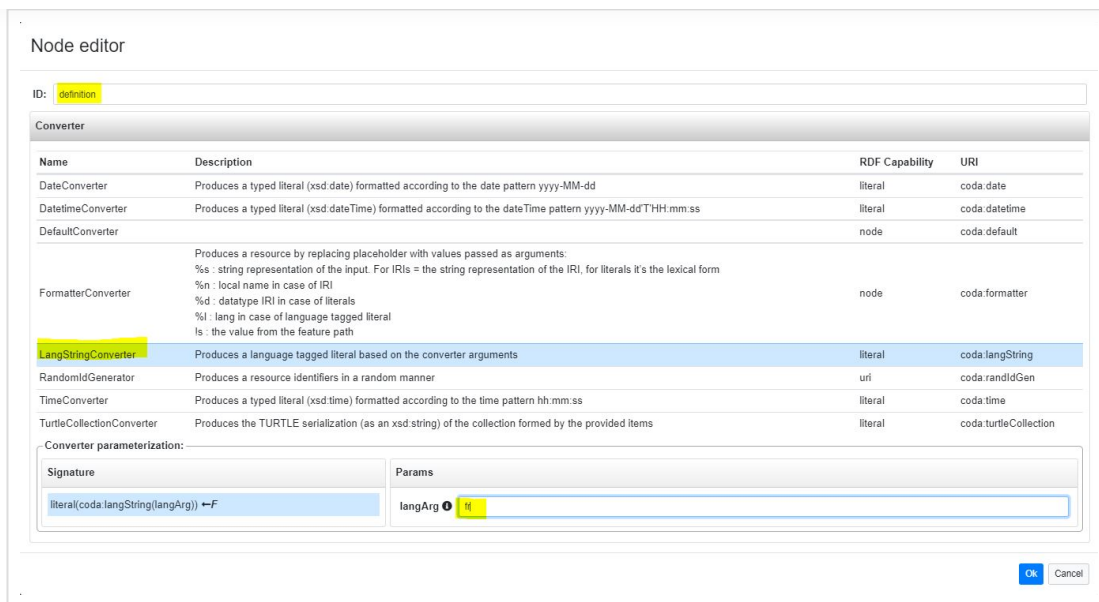 Node editor
ID: definition
Converter
Name Description RDF Capability URI
DateConverter Produces a typed literal (xsd:date) formatted according to the date pattern yyyy-MM-dd literal coda:date
DatetimeConverter Produces a typed literal (xsd:dateTime) formatted according to the dateTime pattern yyyy-MM-dd'T'HH:mm:ss literal coda:datetime
DefaultConverter node coda:default
Produces a resource by replacing placeholder with values passed as arguments:
%s : string representation of the input. For IRIs = the string representation of the IRI, for literals it's the lexical form
%n : local name in case of IRI
FormatterConverter node coda:formatter
%d : datatype IRI in case of literals
%l : lang in case of language tagged literal
!s : the value from the feature path
LangStringConverter Produces a language tagged literal based on the converter arguments literal coda:langString
RandomIdGenerator Produces a resource identifiers in a random manner uri coda:randIdGen
TimeConverter Produces a typed literal (xsd:time) formatted according to the time pattern hh:mm:ss literal coda:time
TurtleCollectionConverter Produces the TURTLE serialization (as an xsd:string) of the collection formed by the provided items literal coda:turtleCollection
Converter parameterization:
Signature Params
literal(coda:langString(langArg)) ←F langArg fr
Ok Cancel